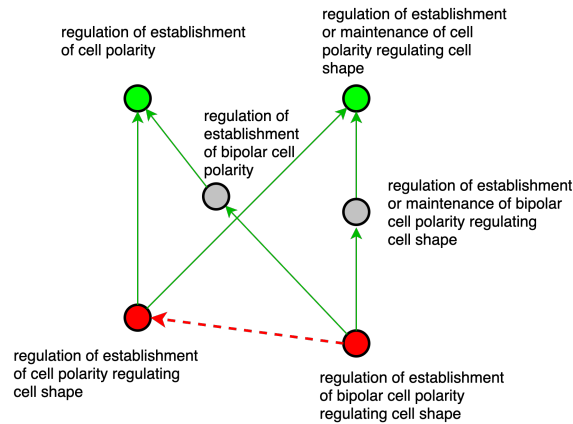 regulation of establishment
of cell polarity
regulation of establishment
or maintenance of cell
polarity regulating cell
shape
regulation of
establishment
of bipolar cell
polarity
regulation of establishment
or maintenance of bipolar
cell polarity regulating
cell shape
regulation of establishment
of cell polarity regulating
cell shape
regulation of establishment
of bipolar cell polarity
regulating cell shape